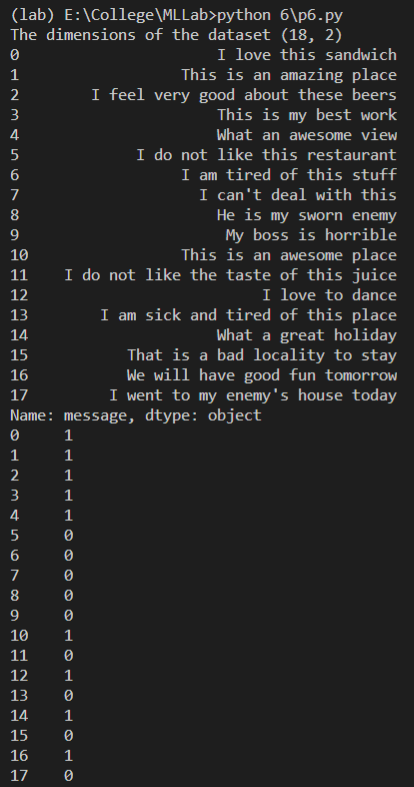 (lab) E:\College\MLLab>python 6\p6.py
The dimensions of the dataset (18, 2)
0 I love this sandwich
1 This is an amazing place
2 I feel very good about these beers
3 This is my best work
4 What an awesome view
5 I do not like this restaurant
6 I am tired of this stuff
7 I can't deal with this
8 He is my sworn enemy
9 My boss is horrible
10 This is an awesome place
11 I do not like the taste of this juice
12 I love to dance
13 I am sick and tired of this place
14 What a great holiday
15 That is a bad locality to stay
16 We will have good fun tomorrow
17 I went to my enemy's house today
Name: message, dtype: object
0 1
1 1
2 1
3 1
4 1
5 0
6 0
7 0
8 0
9 0
10 1
11 0
12 1
13 0
14 1
15 0
16 1
17 0